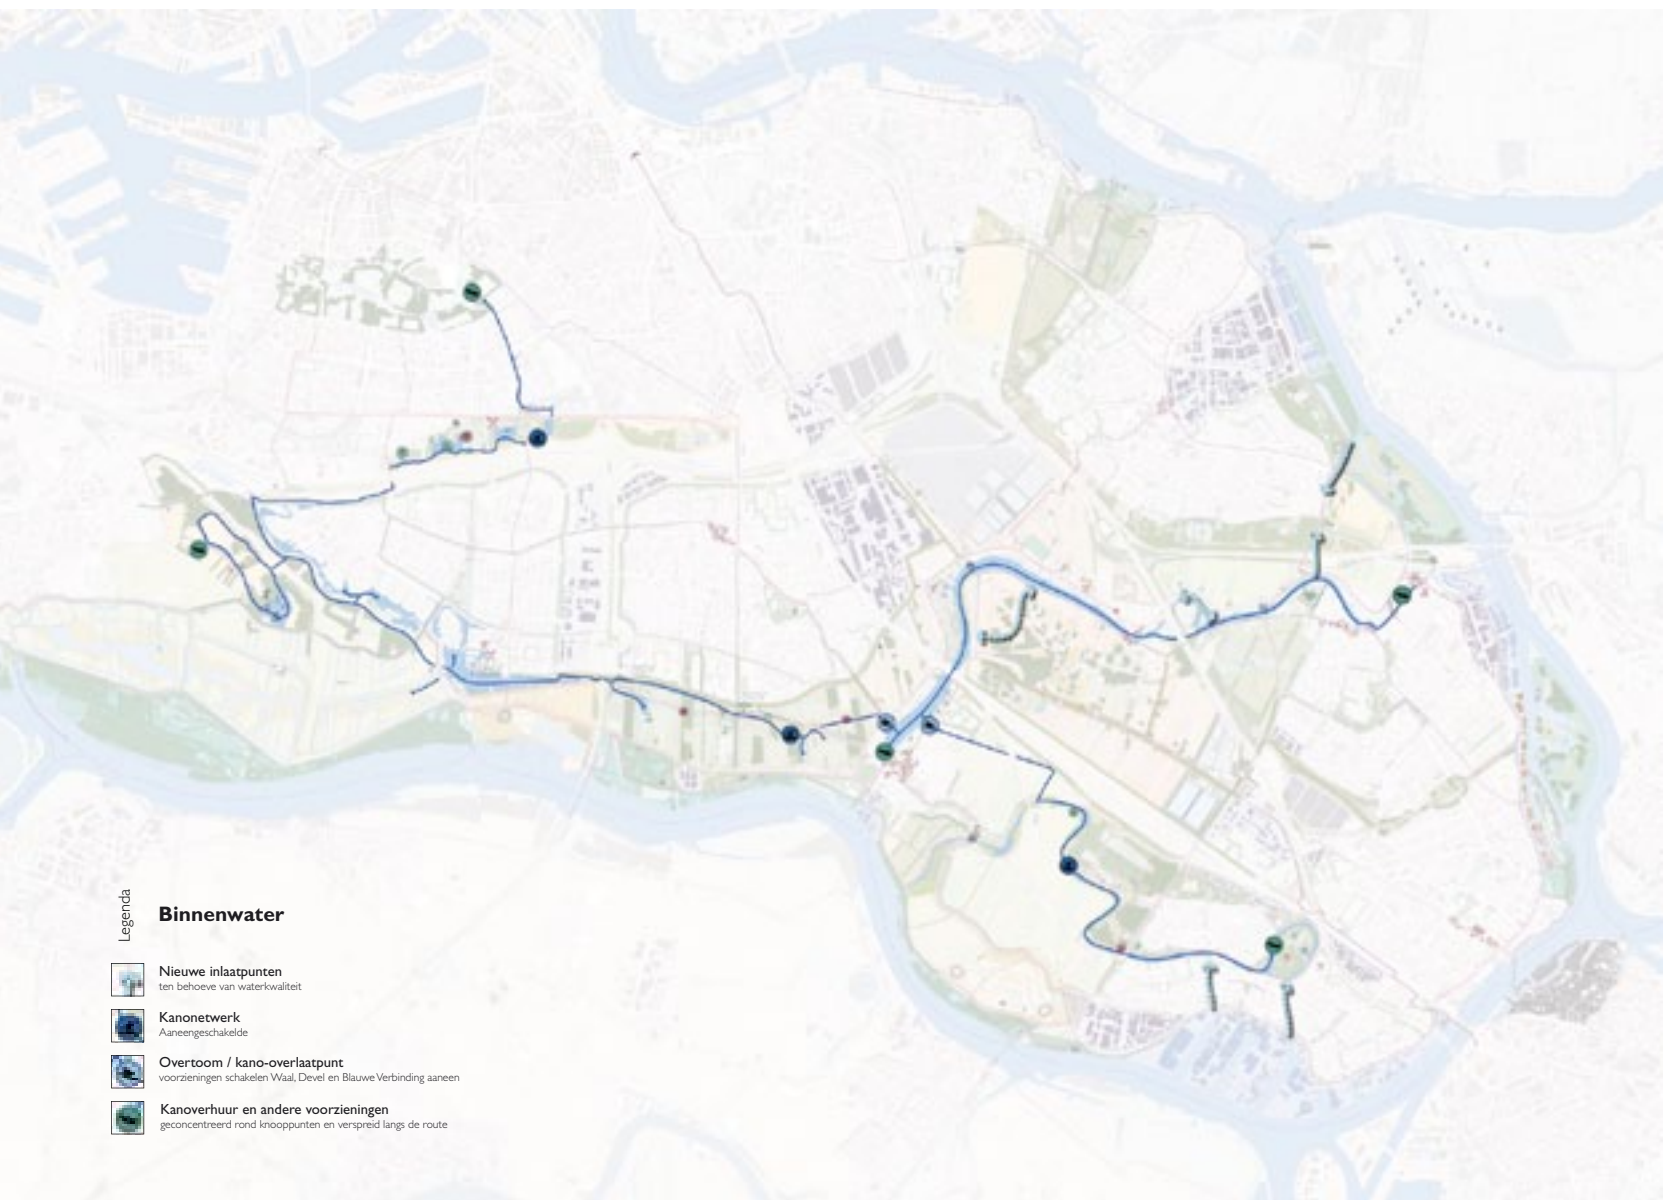 Legenda
Binnenwater
Nieuwe inlaatpunten
ten behoeve van waterkwaliteit
Kanonetwerk
Aaneengeschakelde
Overtoom / kano-overlaatpunt
voorzieningen schakelen Waal, Devel en Blauwe Verbinding aaneen
Kanoverhuur en andere voorzieningen
geconcentreerd rond knooppunten en verspreid langs de route